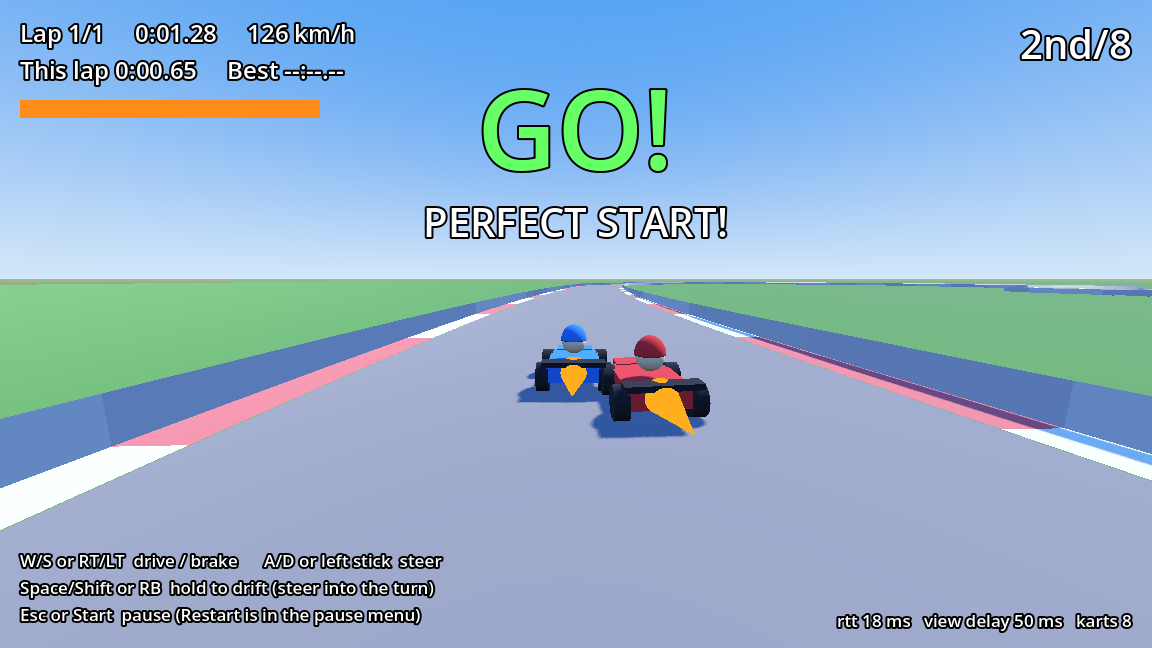 Lap 1/1 0:01.28 126 km/h
2nd/8
This lap 0:00.65 Best --:--.--
GO!
PERFECT START!
W/S or RT/LT drive / brake A/D or left stick steer
Space/Shift or RB hold to drift (steer into the turn)
Esc or Start pause (Restart is in the pause menu)
rtt 18 ms view delay 50 ms karts 8